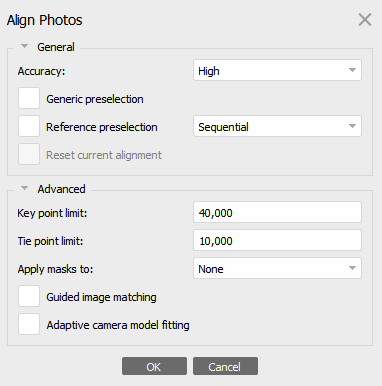 Align Photos
General
Accuracy: High
Generic preselection
Reference preselection Sequential
Reset current alignment
Advanced
Key point limit: 40,000
Tie point limit: 10,000
Apply masks to: None
Guided image matching
Adaptive camera model fitting
OK Cancel